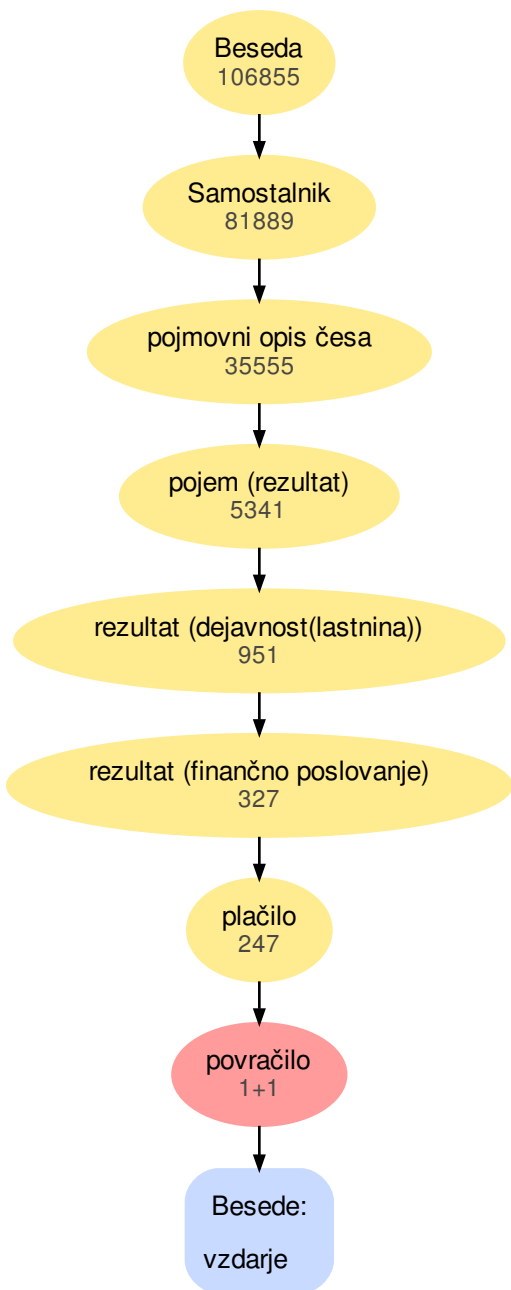 Beseda
106855
Samostalnik
81889
pojmovni opis česa
35555
pojem (rezultat)
5341
rezultat (dejavnost(lastnina))
951
rezultat (finančno poslovanje)
327
plačilo
247
povračilo
1+1
Besede:
vzdarje